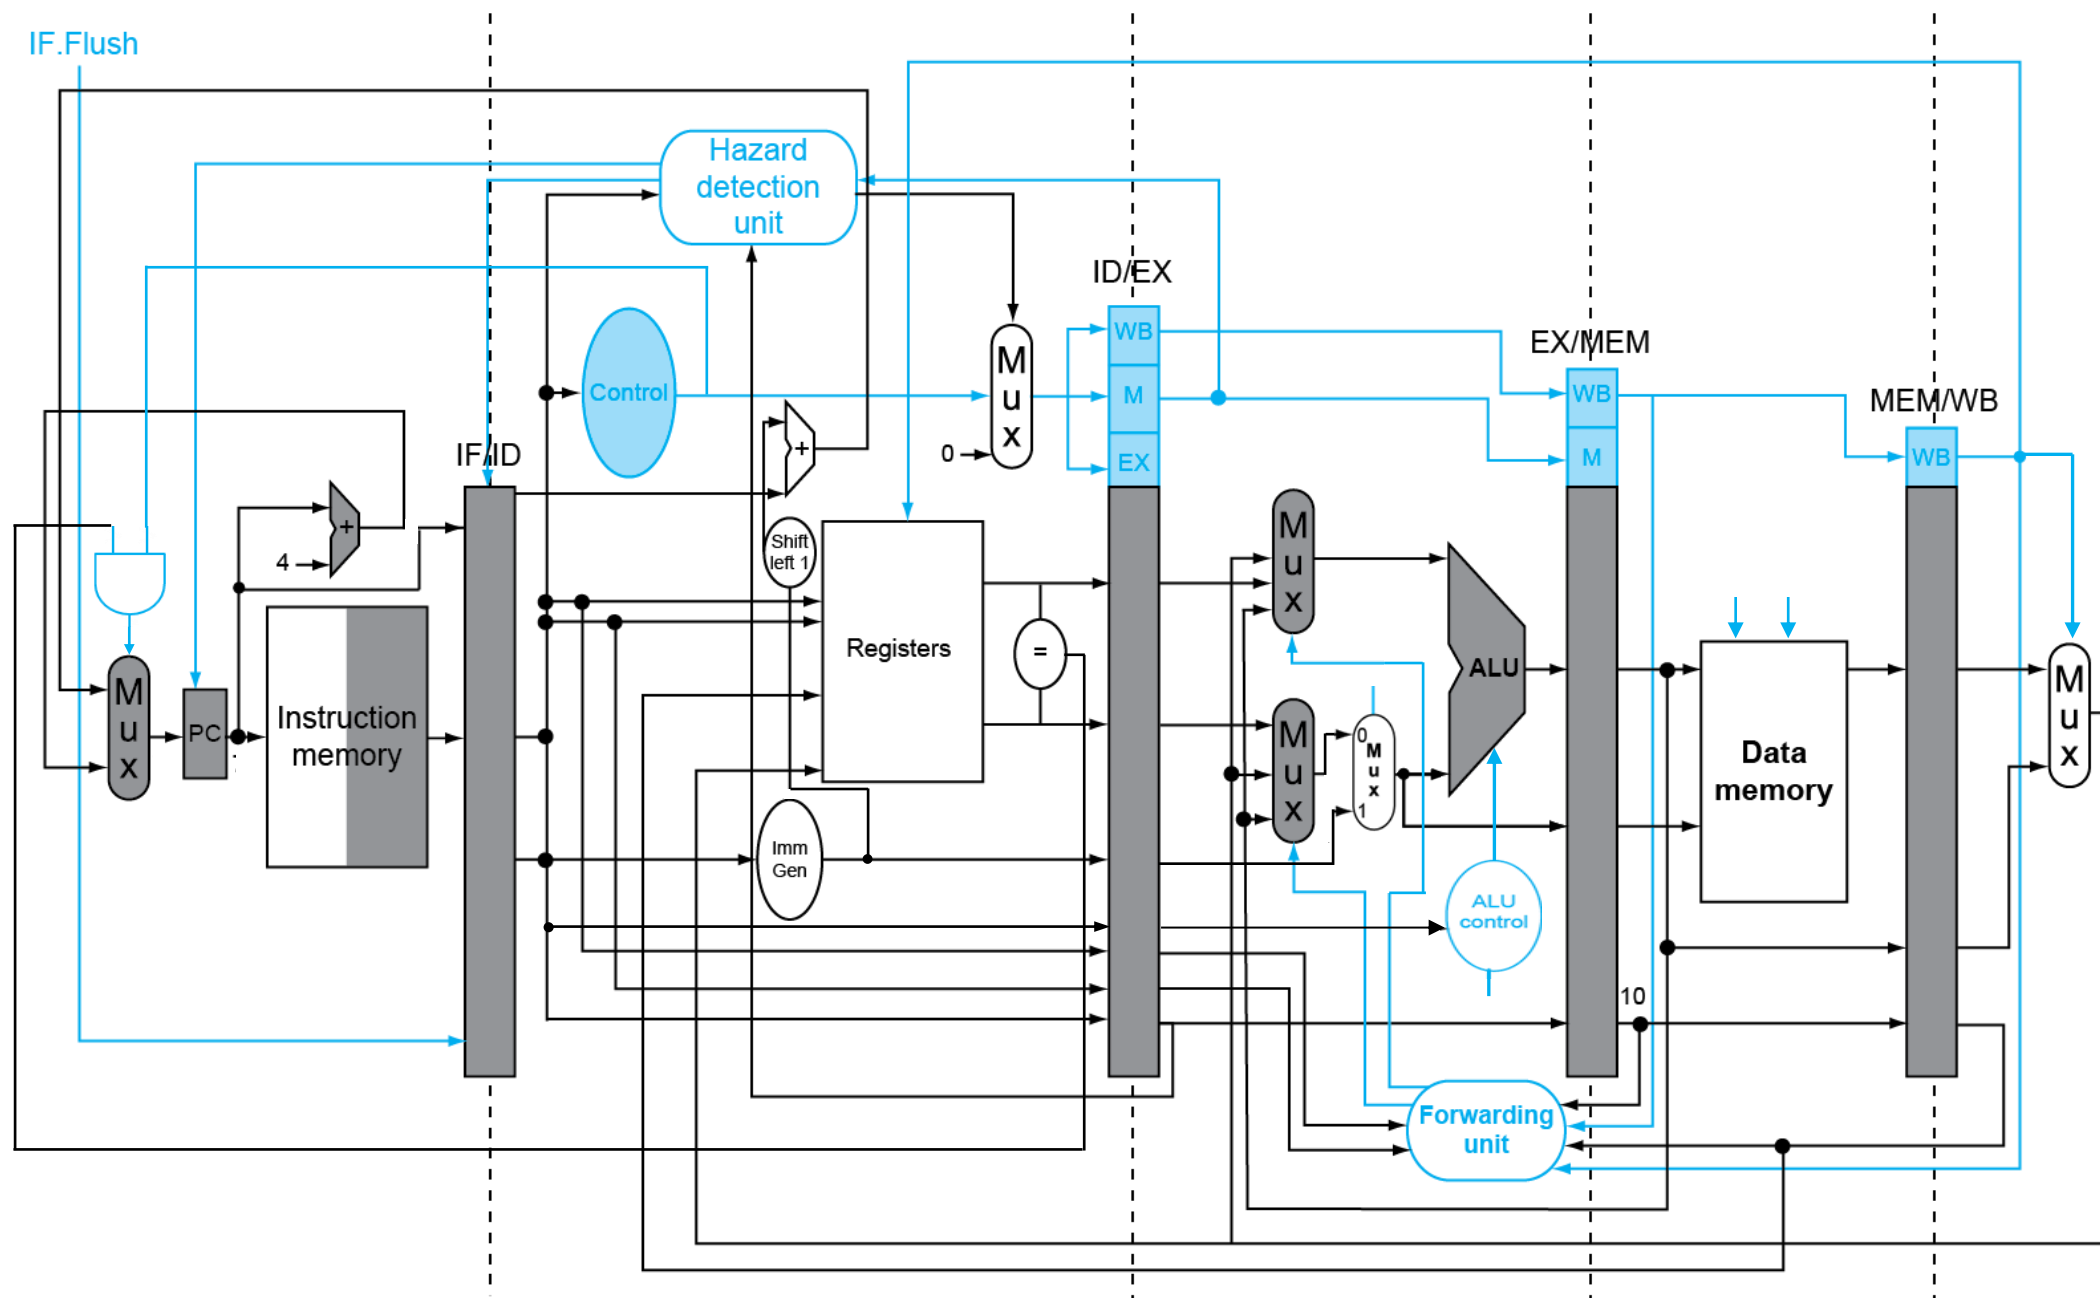 IF.Flush
Hazard
detection
unit
ID/EX
WB
M
EX
EX/MEM
WB
M
MEM/WB
WB
Control
M
u
x
0
+
IF/ID
+
4
Shift
left 1
Registers
=
M
u
x
PC
Instruction
memory
Imm
Gen
M
u
x
M
u
x
0
M
u
x
1
ALU
ALU
control
Data
memory
M
u
x
10
Forwarding
unit